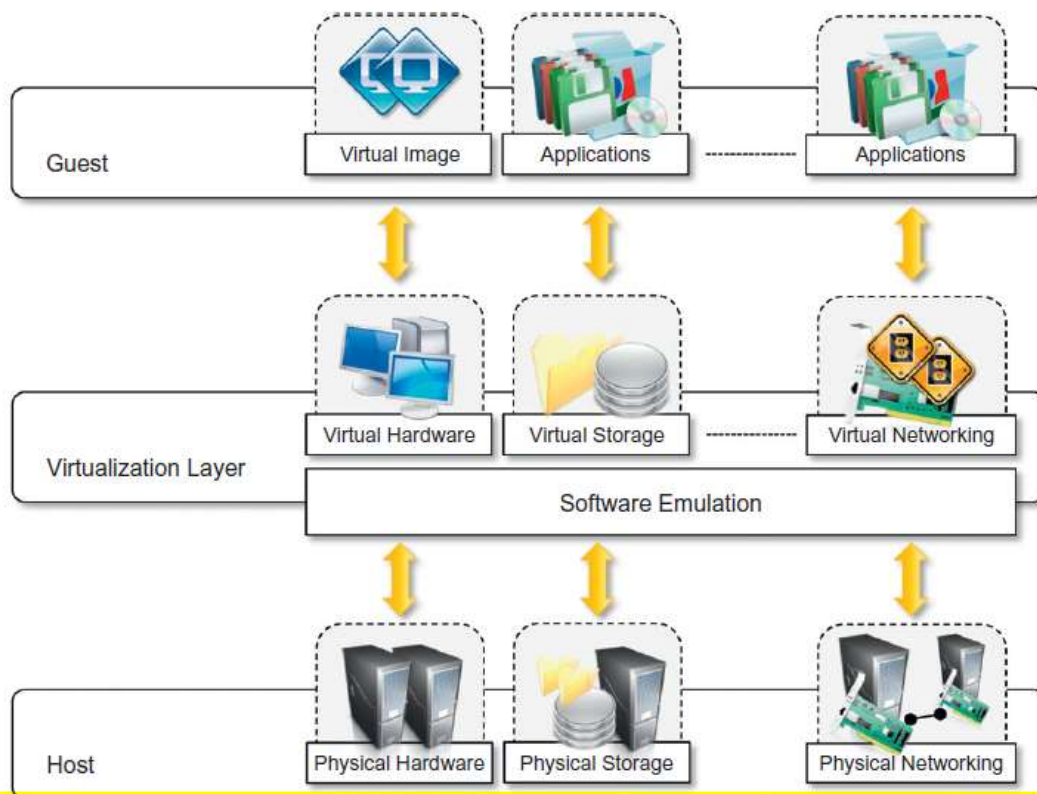 Virtual Image
Applications
Applications
Guest
Virtual Hardware
Virtual Storage
Virtual Networking
Virtualization Layer
Software Emulation
Physical Hardware
Physical Storage
Physical Networking
Host